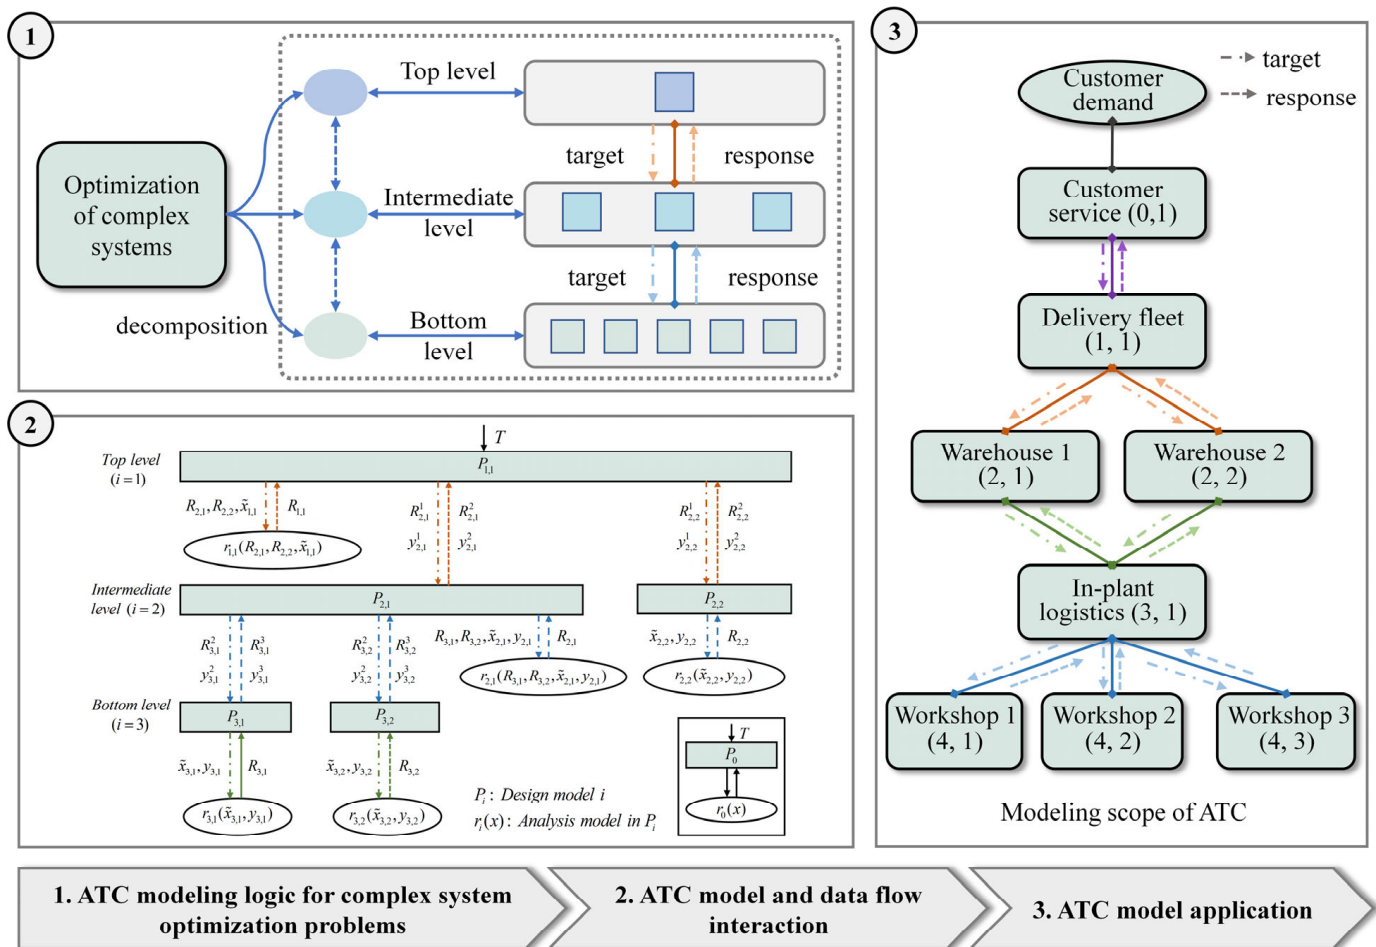 1
Optimization
of complex
systems
decomposition
Top level
Intermediate
level
Bottom
level
target
response
target
response
2
Top level
(i=1)
T
P1,1
R2,1, R2,2, x̃1,1
R1,1
r1,1(R2,1, R2,2, x̃1,1)
R¹2,1
y¹2,1
R²2,1
y²2,1
R¹2,2
y¹2,2
R²2,2
y²2,2
Intermediate
level (i=2)
P2,1
P2,2
R²3,1
y²3,1
R³3,1
y³3,1
R²3,2
y²3,2
R³3,2
y³3,2
R3,1, R3,2, x̃2,1, y2,1
R2,1
r2,1(R3,1, R3,2, x̃2,1, y2,1)
x̃2,2, y2,2
R2,2
r2,2(x̃2,2, y2,2)
Bottom level
(i=3)
P3,1
P3,2
x̃3,1, y3,1
R3,1
r3,1(x̃3,1, y3,1)
x̃3,2, y3,2
R3,2
r3,2(x̃3,2, y3,2)
Pi : Design model i
ri(x) : Analysis model in Pi
T
P0
r0(x)
3
target
response
Customer
demand
Customer
service (0,1)
Delivery fleet
(1, 1)
Warehouse 1
(2, 1)
Warehouse 2
(2, 2)
In-plant
logistics (3, 1)
Workshop 1
(4, 1)
Workshop 2
(4, 2)
Workshop 3
(4, 3)
Modeling scope of ATC
1. ATC modeling logic for complex system
optimization problems
2. ATC model and data flow
interaction
3. ATC model application